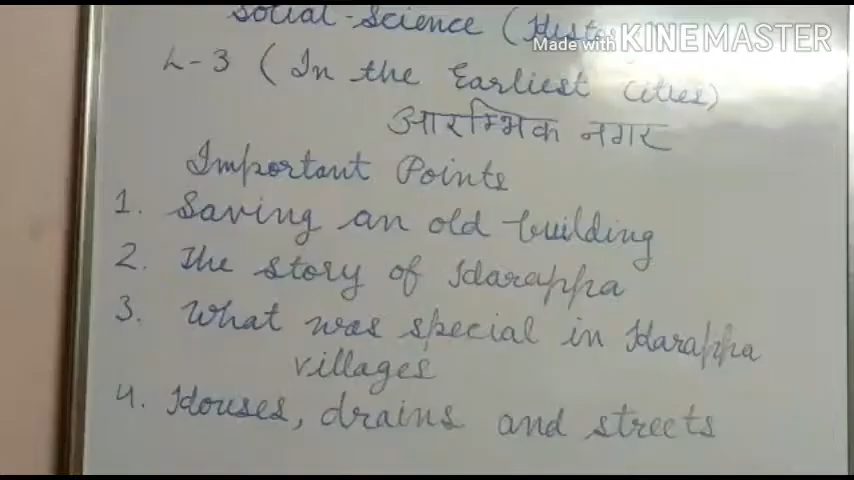 Social-Science (Histo
Made with KINEMASTER
L-3 (In the Earliest Cities)
आरम्भिक नगर
Important Points
1. Saving an old building
2. The story of Harappa
3. What was special in Harappa
villages
4. Houses, drains and streets